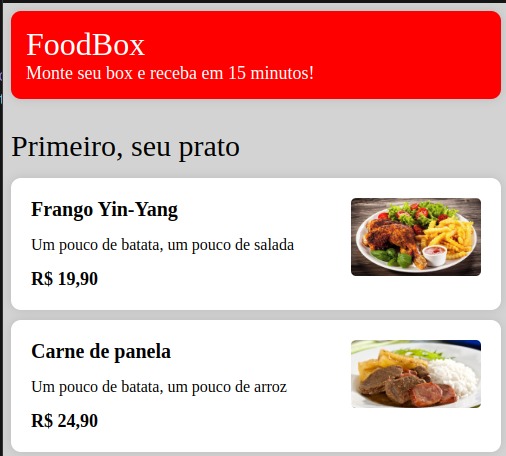 FoodBox
Monte seu box e receba em 15 minutos!
Primeiro, seu prato
Frango Yin-Yang
Um pouco de batata, um pouco de salada
R$ 19,90
Carne de panela
Um pouco de batata, um pouco de arroz
R$ 24,90